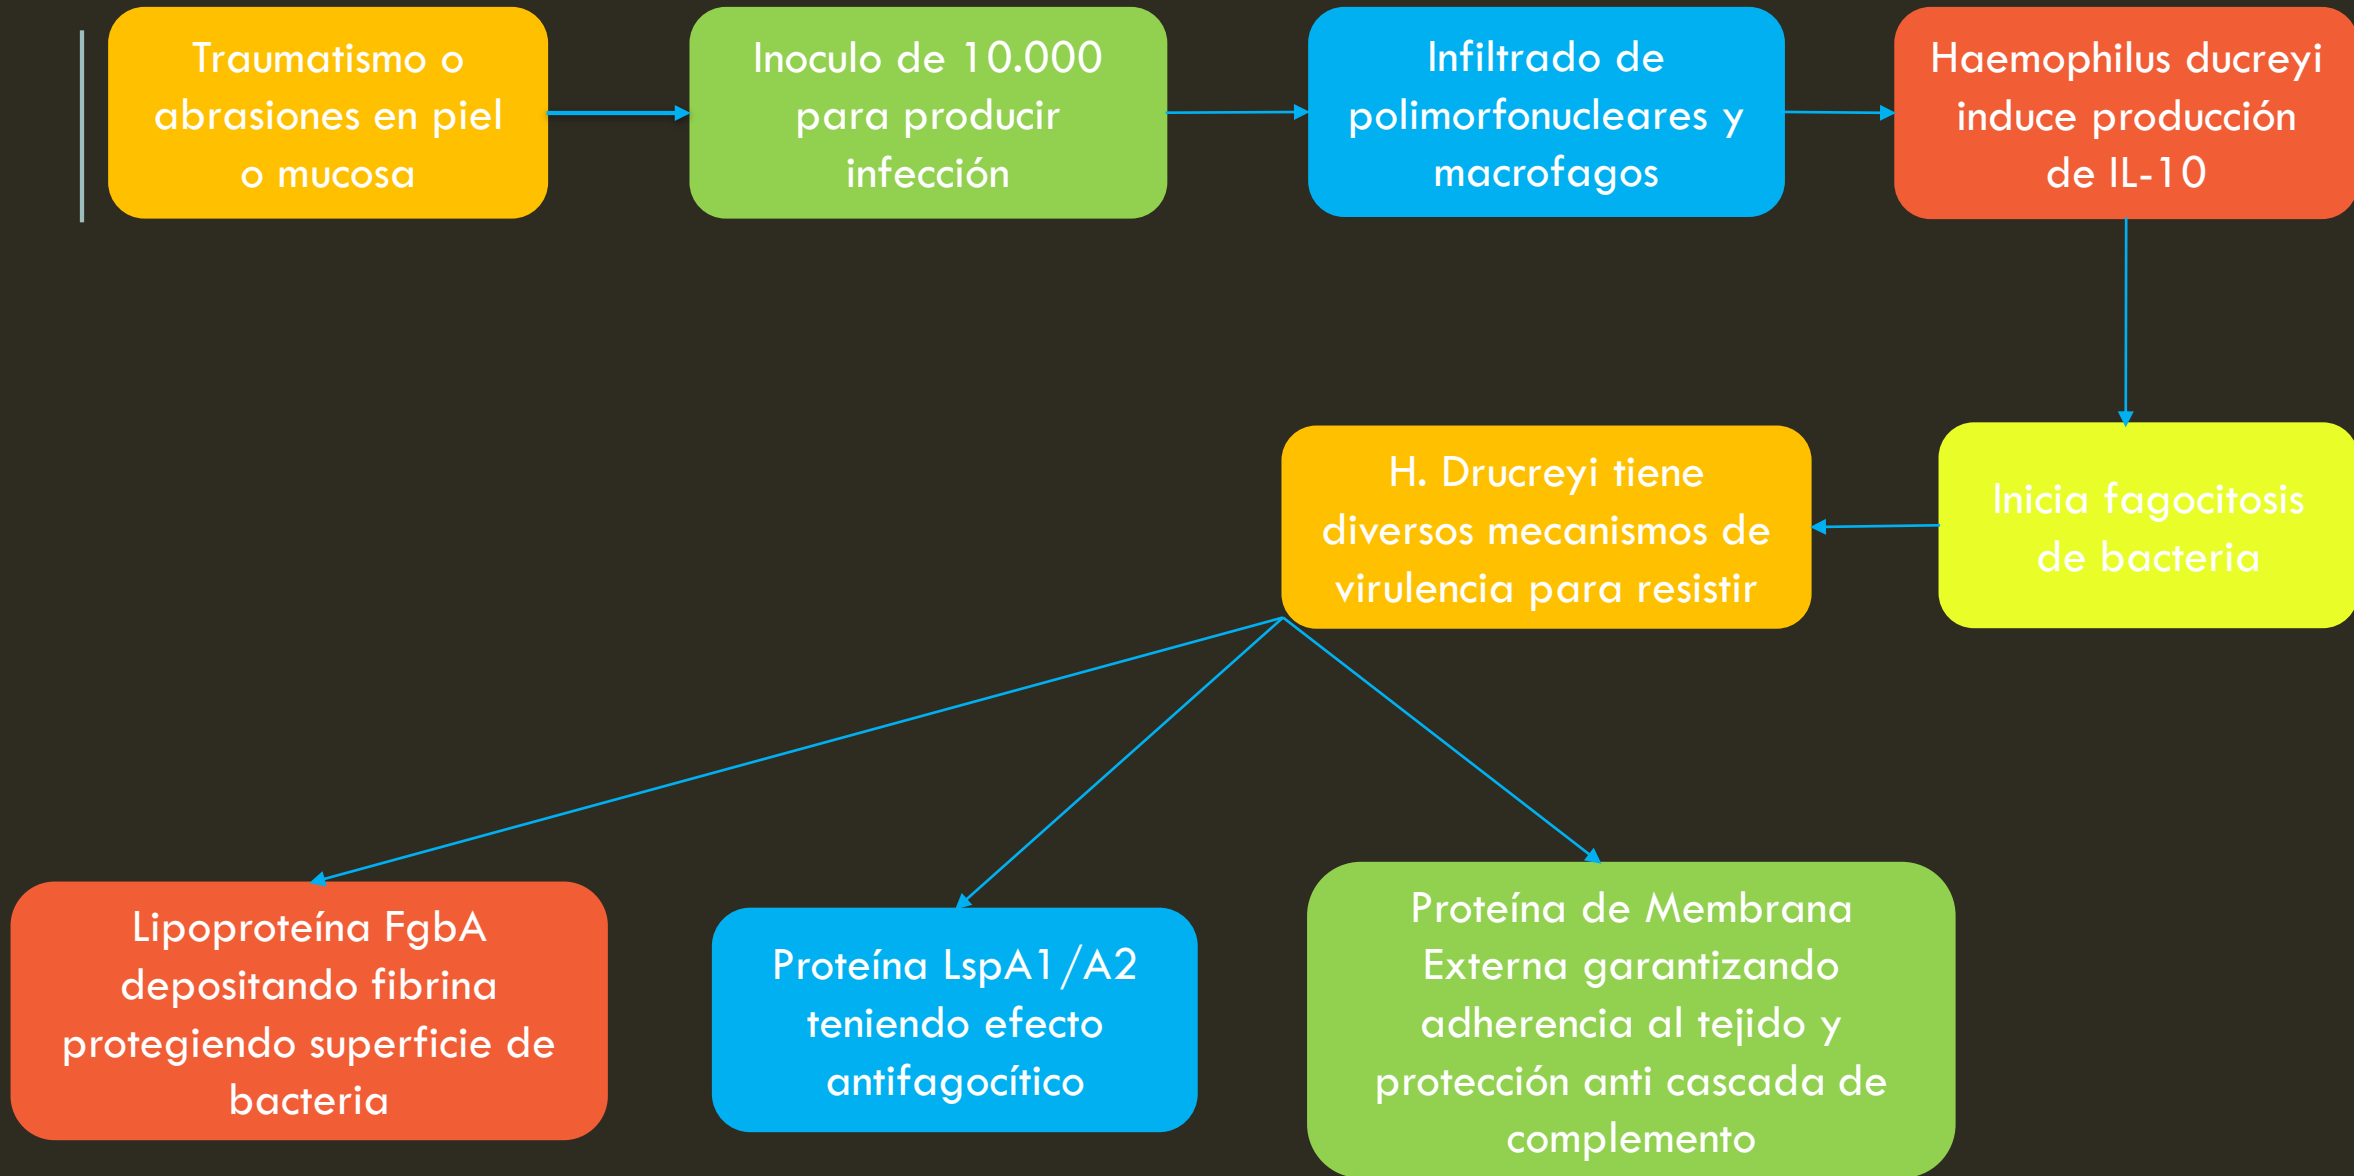 Traumatismo o
abrasiones en piel
o mucosa
Inoculo de 10.000
para producir
infección
Infiltrado de
polimorfonucleares y
macrofagos
Haemophilus ducreyi
induce producción
de IL-10
Inicia fagocitosis
de bacteria
H. Drucreyi tiene
diversos mecanismos de
virulencia para resistir
Lipoproteína FgbA
depositando fibrina
protegiendo superficie de
bacteria
Proteína LspA1/A2
teniendo efecto
antifagocítico
Proteína de Membrana
Externa garantizando
adherencia al tejido y
protección anti cascada de
complemento